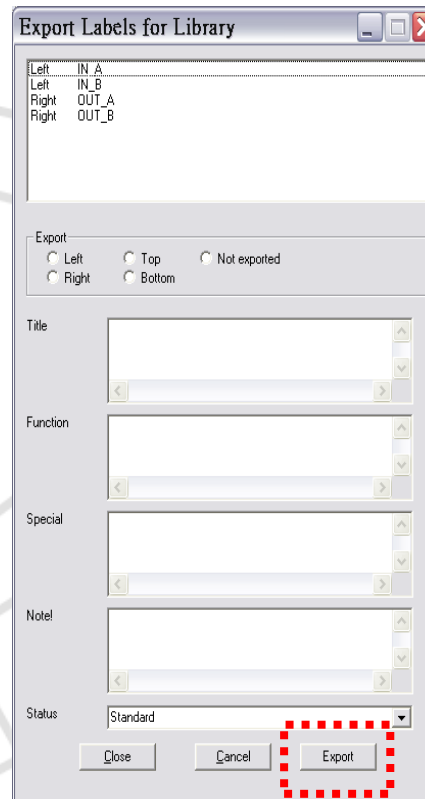 Export Labels for Library
Left IN_A
Left IN_B
Right OUT_A
Right OUT_B
Export
Left Top Not exported
Right Bottom
Title
Function
Special
Note!
Status Standard
Close Cancel Export